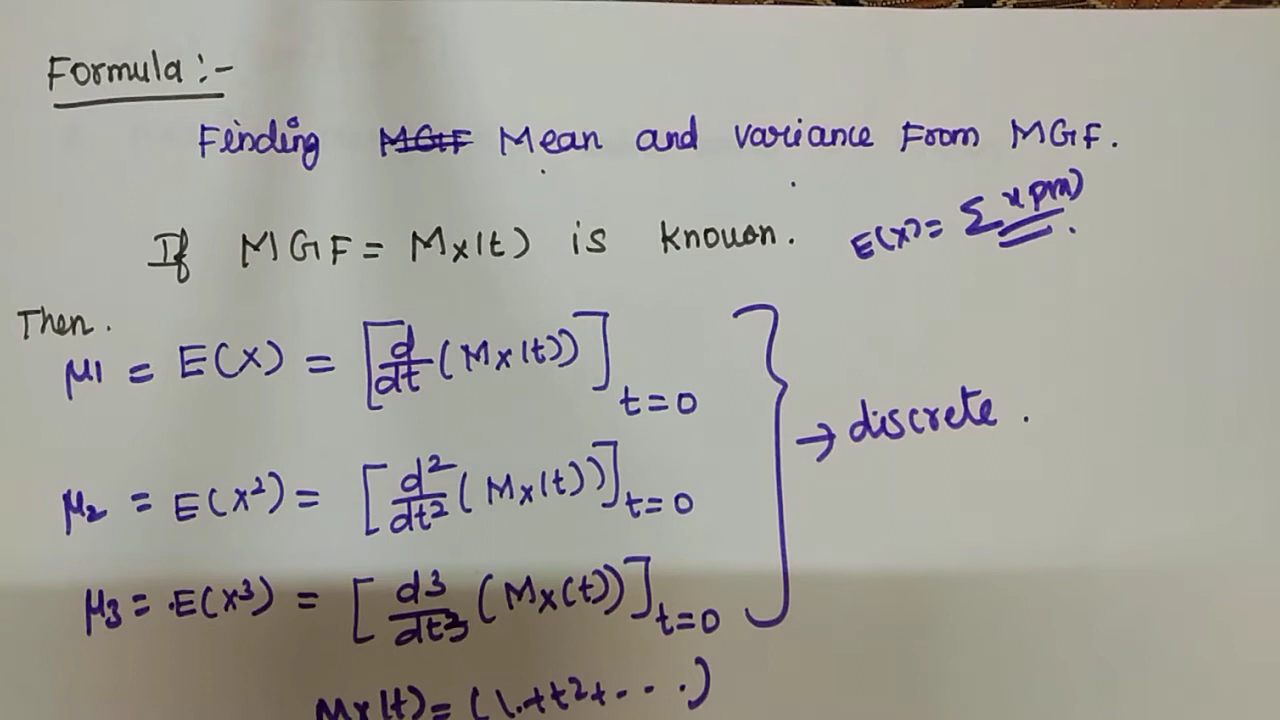 Formula :-
Finding MGF Mean and variance From MGF.
If MGF = Mx(t) is known.
E(X) = Σ x p(x)
Then.
μ1 = E(X) = [d/dt (Mx(t))] t=0
→ discrete.
μ2 = E(X²) = [d²/dt² (Mx(t))] t=0
μ3 = E(X³) = [d3/dt3 (Mx(t))] t=0
Mx(t) = (1.+t²+...)